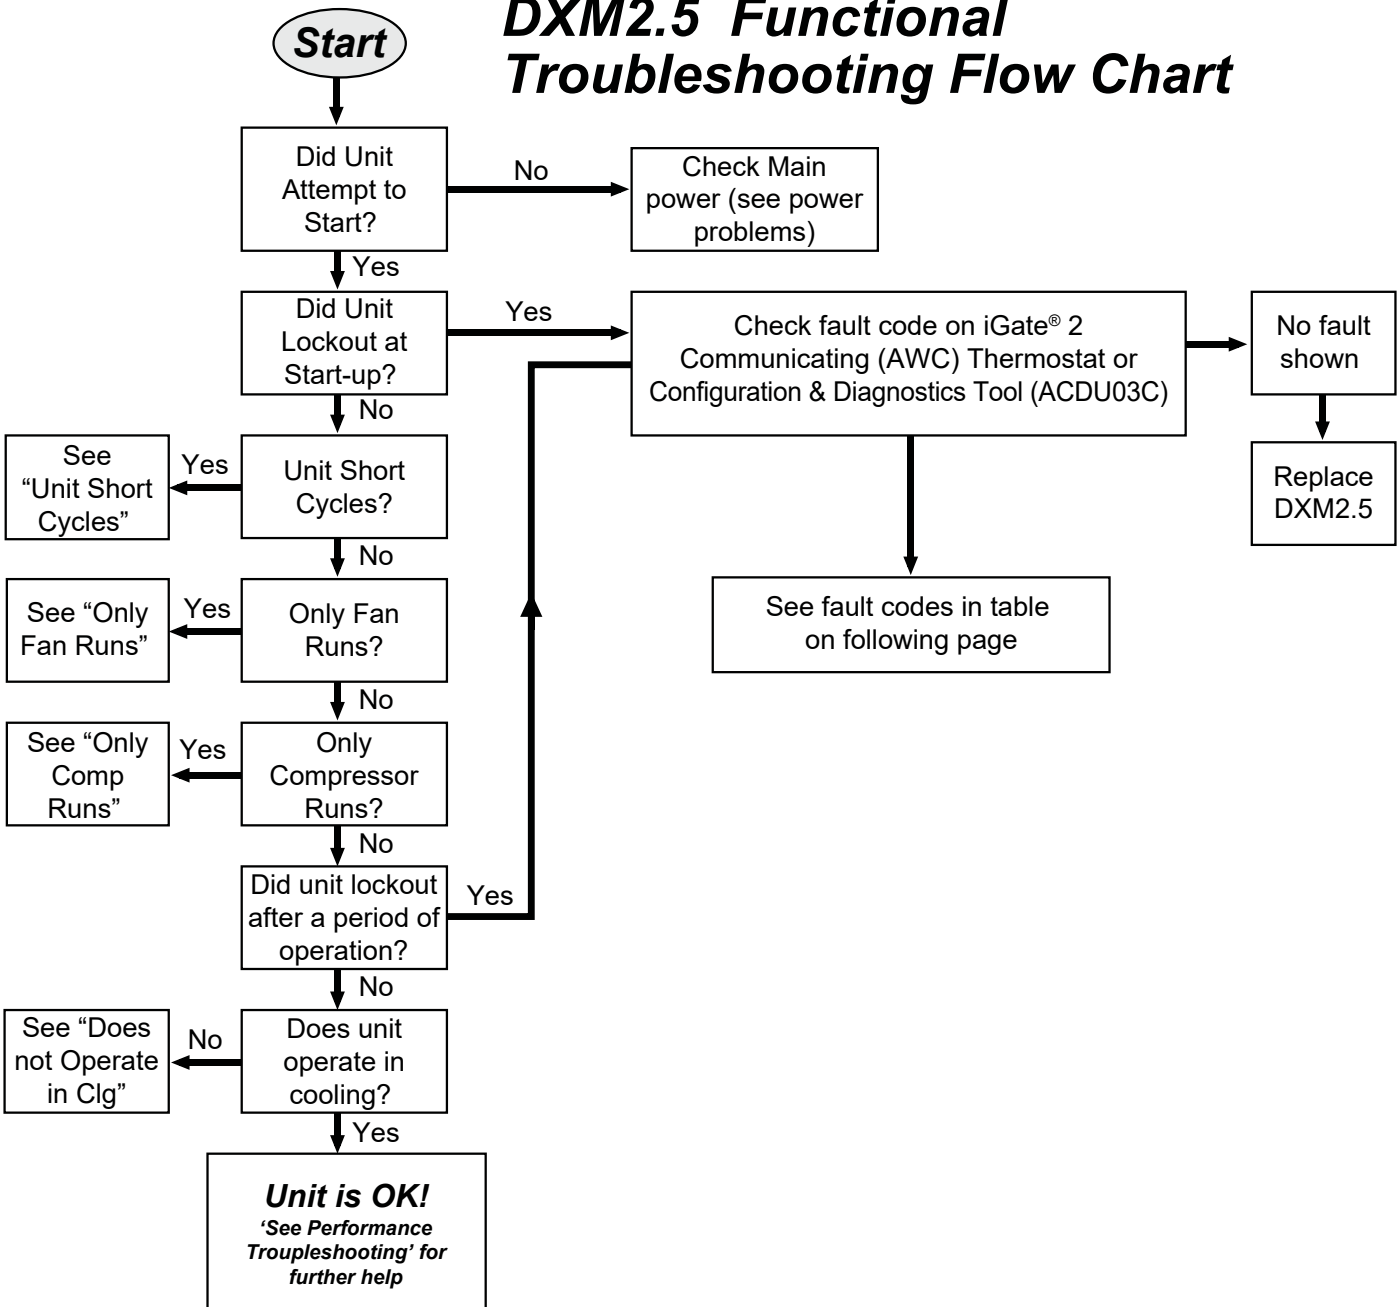 DXM2.5 Functional
Troubleshooting Flow Chart
Start
Did Unit
Attempt to
Start?
No
Check Main
power (see power
problems)
Yes
Did Unit
Lockout at
Start-up?
Yes
Check fault code on iGate® 2
Communicating (AWC) Thermostat or
Configuration & Diagnostics Tool (ACDU03C)
No fault
shown
Replace
DXM2.5
See fault codes in table
on following page
No
Unit Short
Cycles?
Yes
See
“Unit Short
Cycles”
No
Only Fan
Runs?
Yes
See “Only
Fan Runs”
No
Only
Compressor
Runs?
Yes
See “Only
Comp
Runs”
No
Did unit lockout
after a period of
operation?
Yes
No
Does unit
operate in
cooling?
No
See “Does
not Operate
in Clg”
Yes
Unit is OK!
‘See Performance
Troupleshooting’ for
further help